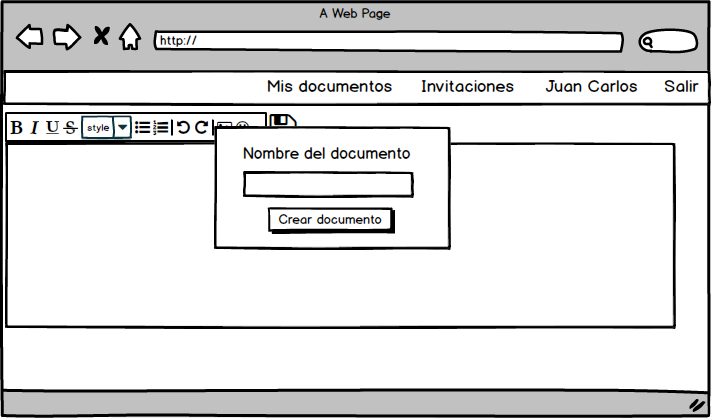 A Web Page
http://
Mis documentos Invitaciones Juan Carlos Salir
B I U S style
Nombre del documento
Crear documento